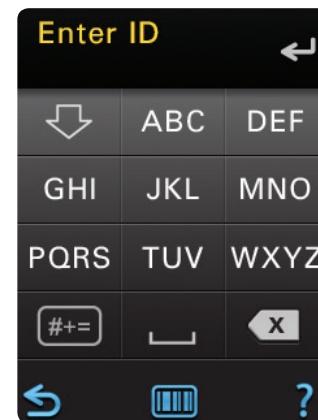 Enter ID
ABC DEF
GHI JKL MNO
PQRS TUV WXYZ
#+=
x
?